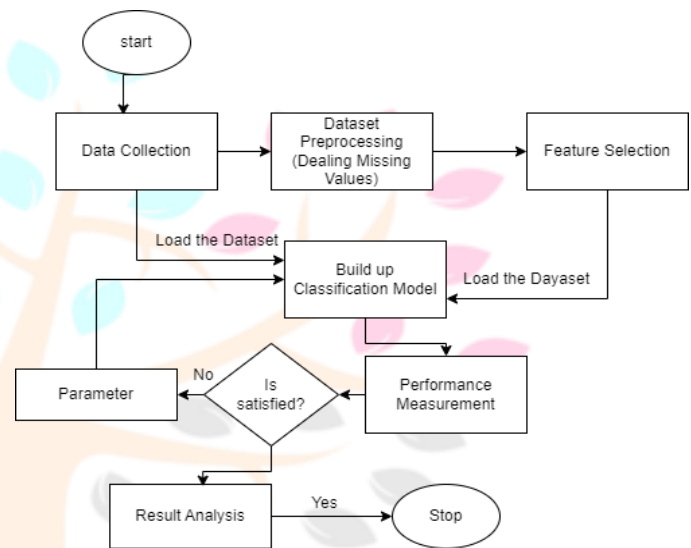 start
Data Collection
Dataset
Preprocessing
(Dealing Missing
Values)
Feature Selection
Load the Dataset
Build up
Classification Model
Load the Dayaset
Parameter
No
Is
satisfied?
Performance
Measurement
Result Analysis
Yes
Stop